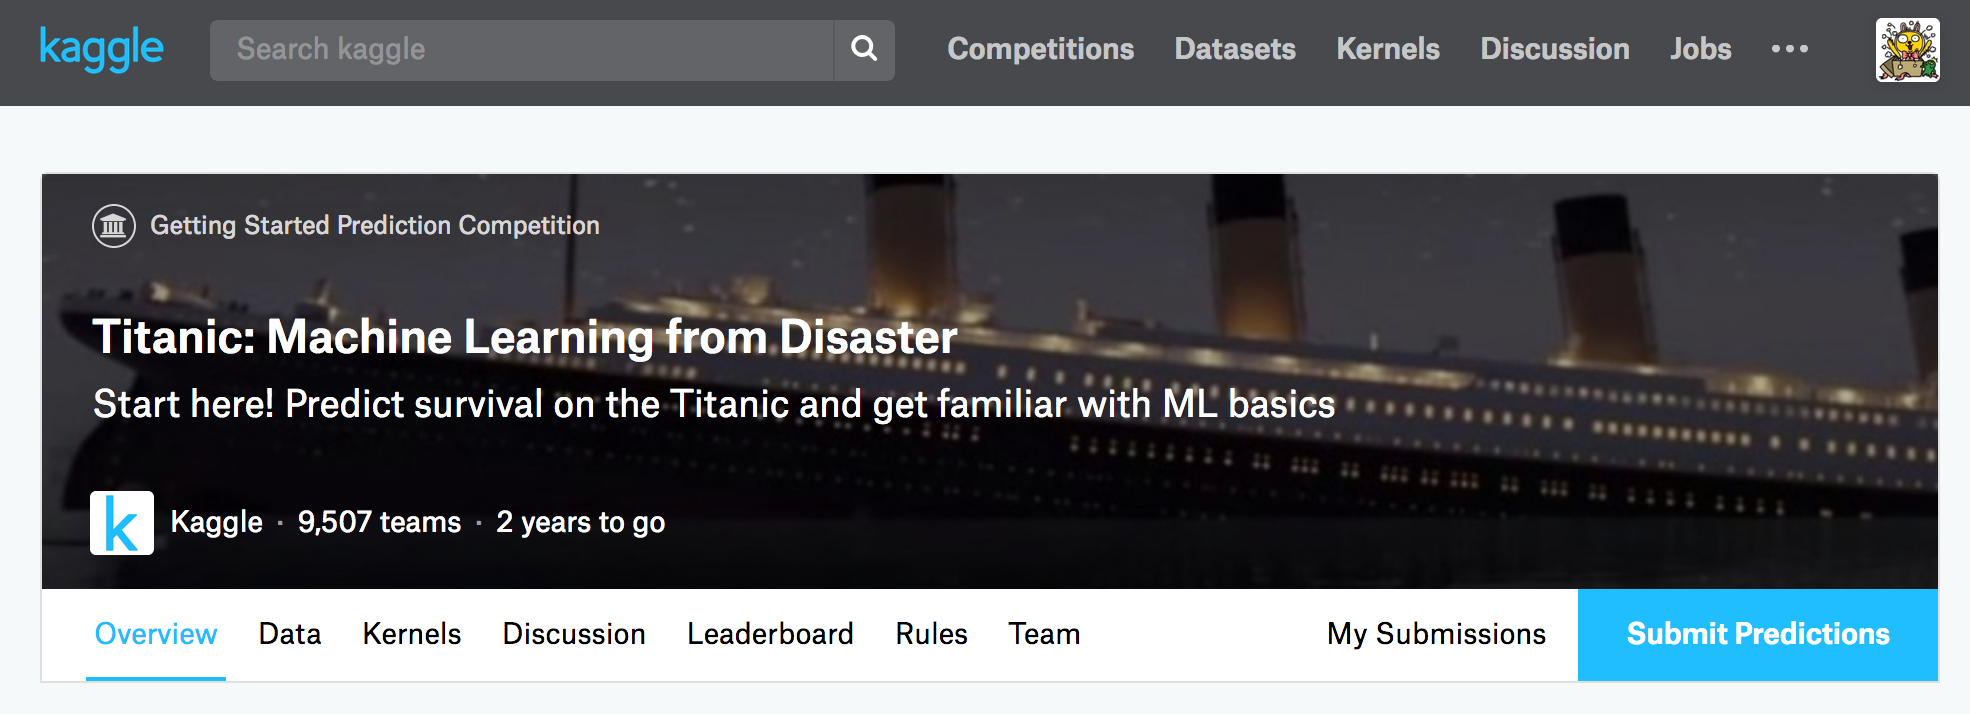 kaggle Search kaggle Competitions Datasets Kernels Discussion Jobs
Getting Started Prediction Competition
Titanic: Machine Learning from Disaster
Start here! Predict survival on the Titanic and get familiar with ML basics
k Kaggle · 9,507 teams · 2 years to go
Overview Data Kernels Discussion Leaderboard Rules Team My Submissions Submit Predictions